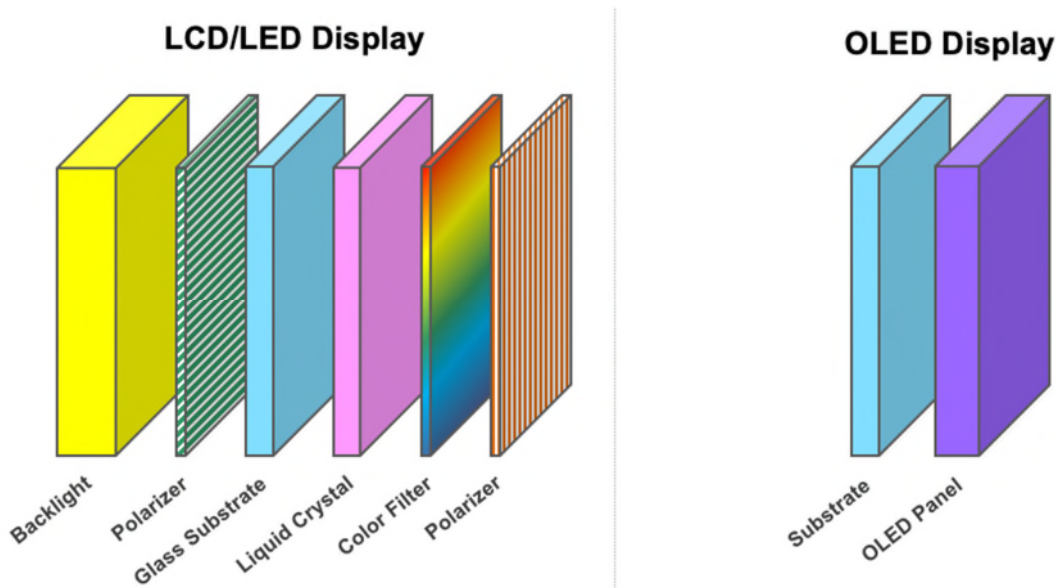 LCD/LED Display
OLED Display
Backlight
Polarizer
Glass Substrate
Liquid Crystal
Color Filter
Polarizer
Substrate
OLED Panel